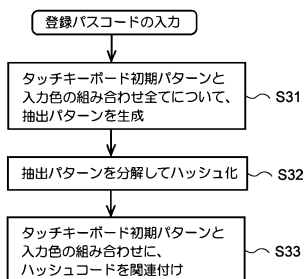 登録パスコードの入力
タッチキーボード初期パターンと
入力色の組み合わせ全てについて、
抽出パターンを生成
S31
抽出パターンを分解してハッシュ化
S32
タッチキーボード初期パターンと
入力色の組み合わせに、
ハッシュコードを関連付け
S33